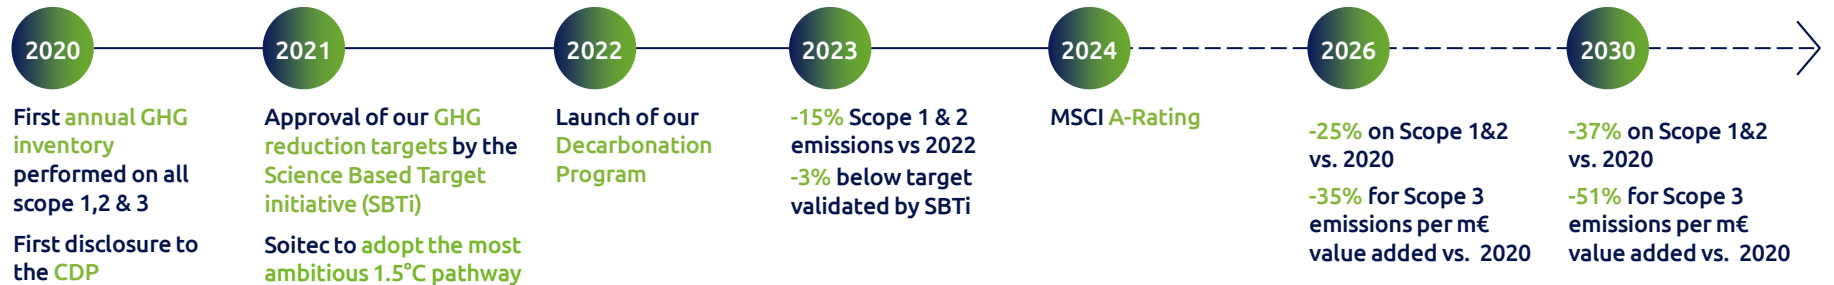 2020
First annual GHG
inventory
performed on all
scope 1,2 & 3
First disclosure to
the CDP
2021
Approval of our GHG
reduction targets by the
Science Based Target
initiative (SBTi)
Soitec to adopt the most
ambitious 1.5°C pathway
2022
Launch of our
Decarbonation
Program
2023
-15% Scope 1 & 2
emissions vs 2022
-3% below target
validated by SBTi
2024
MSCI A-Rating
2026
-25% on Scope 1&2
vs. 2020
-35% for Scope 3
emissions per m€
value added vs. 2020
2030
-37% on Scope 1&2
vs. 2020
-51% for Scope 3
emissions per m€
value added vs. 2020